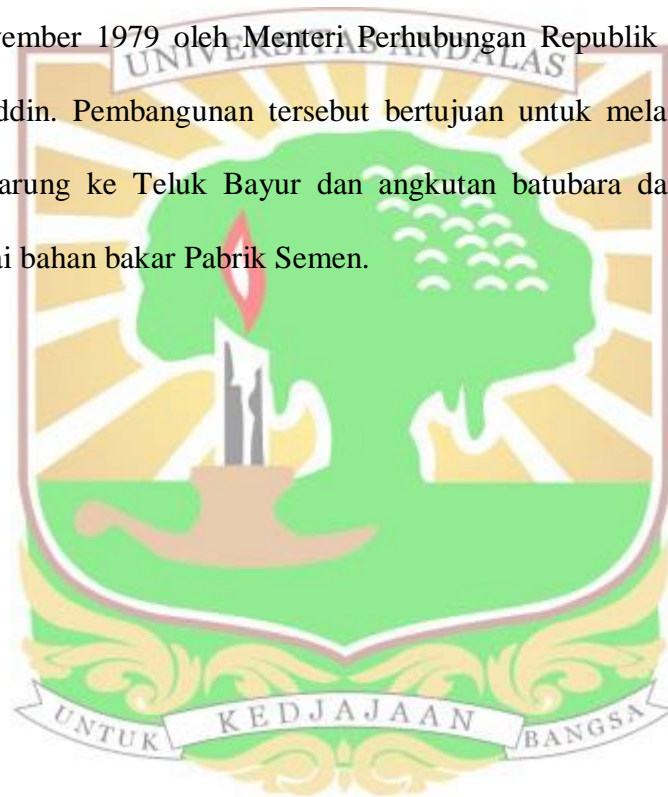 vember 1979 oleh Menteri Perhubungan Republik
UNIVERSITAS ANDALAS
ddin. Pembangunan tersebut bertujuan untuk mela
arung ke Teluk Bayur dan angkutan batubara da
ai bahan bakar Pabrik Semen.
UNTUK KEDJAJAAN BANGSA